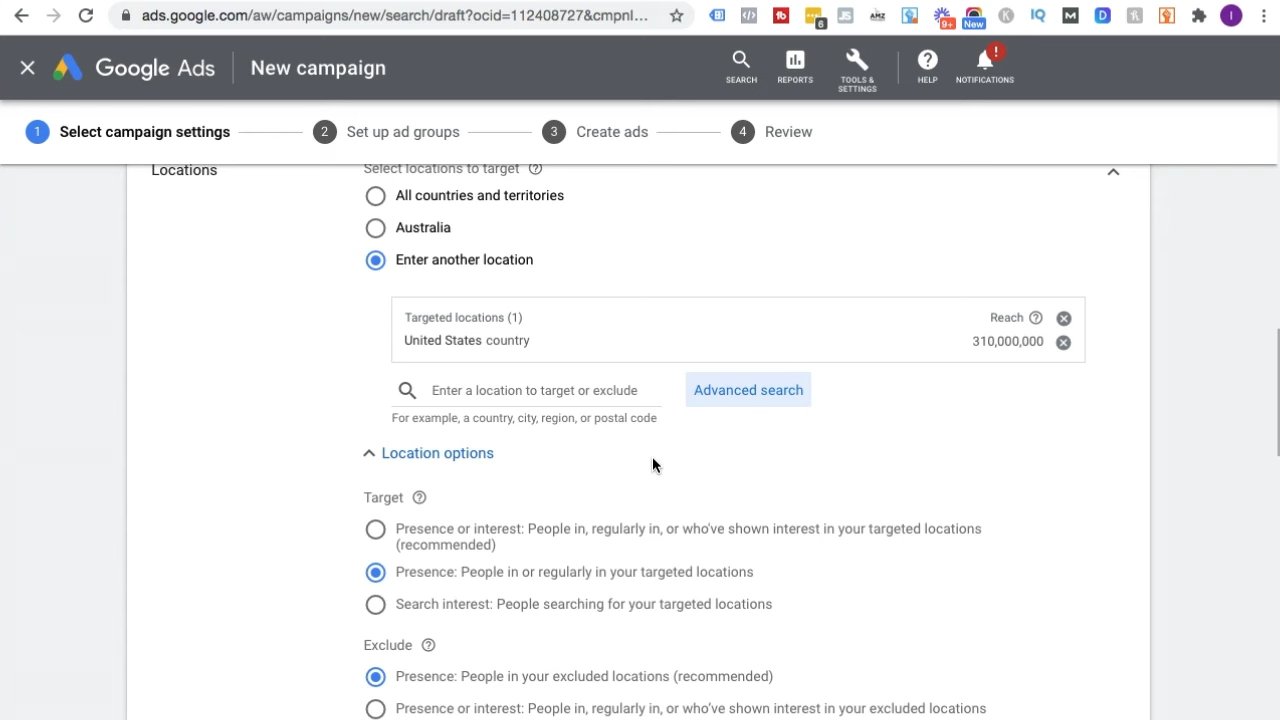 ads.google.com/aw/campaigns/new/search/draft?ocid=112408727&cmpnl...
6
JS
AMZ
9+
New
K
IQ
M
D
I
Google Ads
New campaign
SEARCH
REPORTS
TOOLS &
SETTINGS
HELP
!
NOTIFICATIONS
1 Select campaign settings
2 Set up ad groups
3 Create ads
4 Review
Locations
Select locations to target ?
All countries and territories
Australia
Enter another location
Targeted locations (1) Reach ?
United States country 310,000,000
Enter a location to target or exclude
Advanced search
For example, a country, city, region, or postal code
Location options
Target ?
Presence or interest: People in, regularly in, or who've shown interest in your targeted locations
(recommended)
Presence: People in or regularly in your targeted locations
Search interest: People searching for your targeted locations
Exclude ?
Presence: People in your excluded locations (recommended)
Presence or interest: People in, regularly in, or who've shown interest in your excluded locations